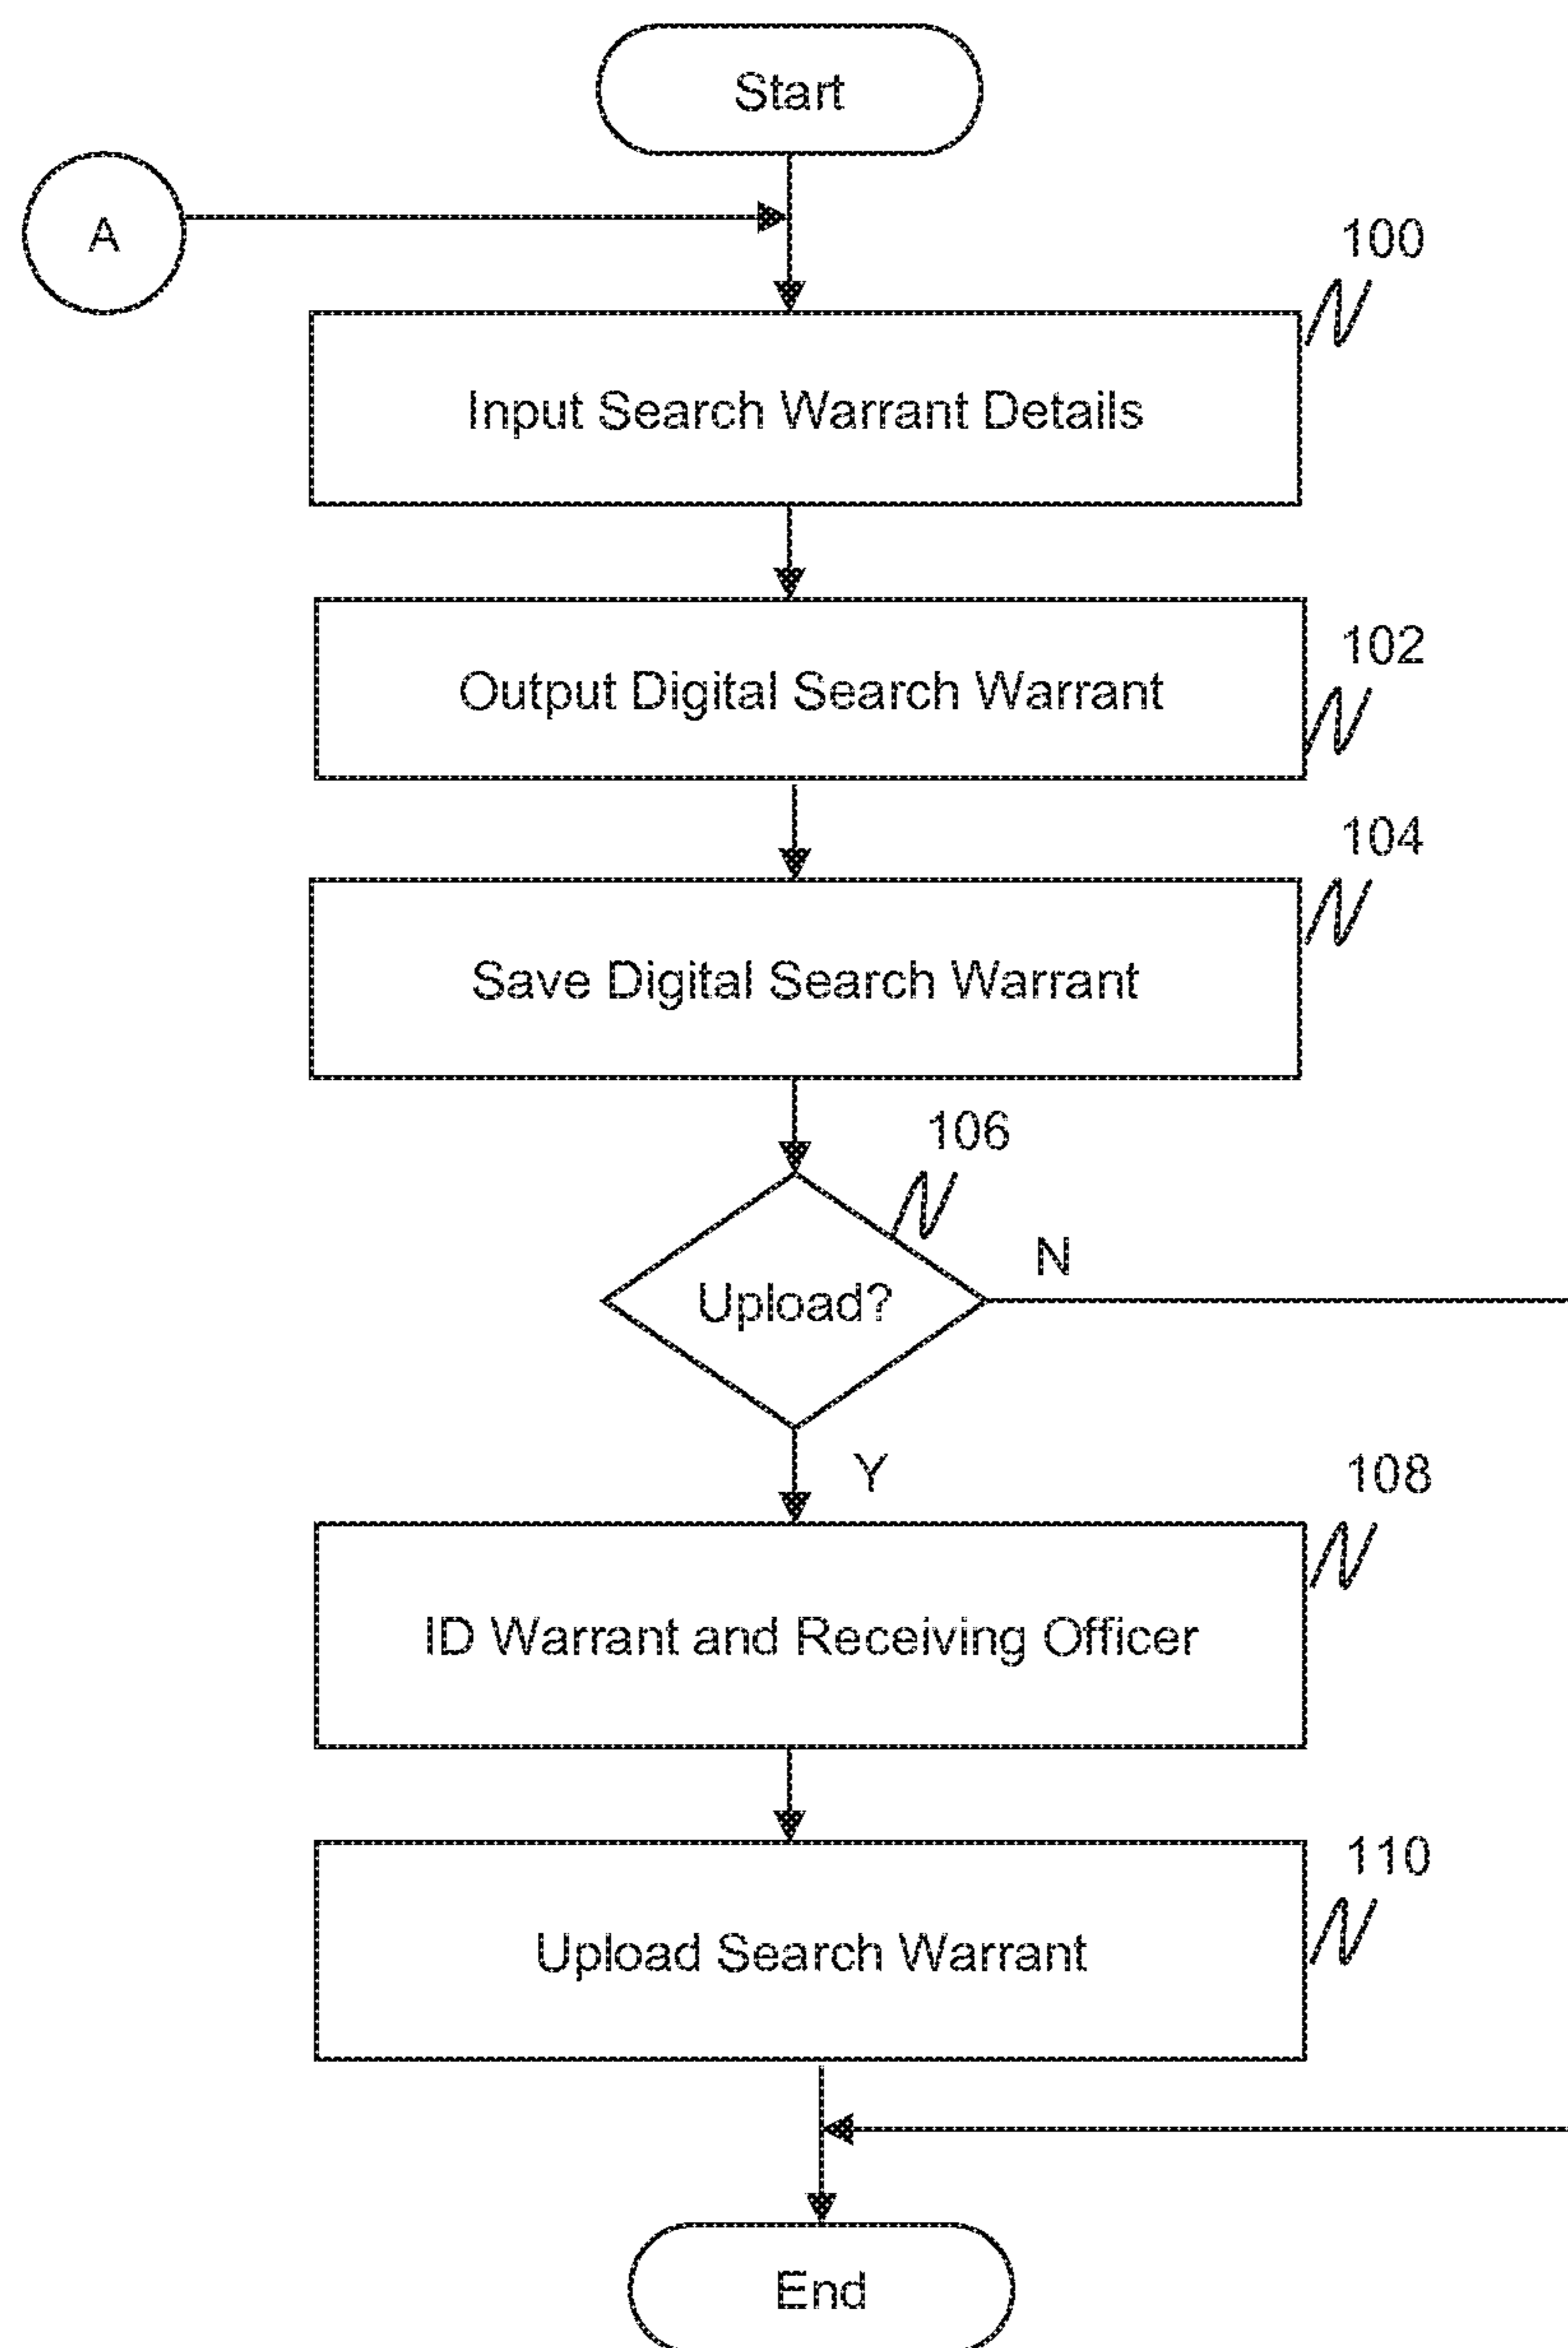 Start
A
100
Input Search Warrant Details
102
Output Digital Search Warrant
104
Save Digital Search Warrant
106
Upload?
N
Y
108
ID Warrant and Receiving Officer
110
Upload Search Warrant
End